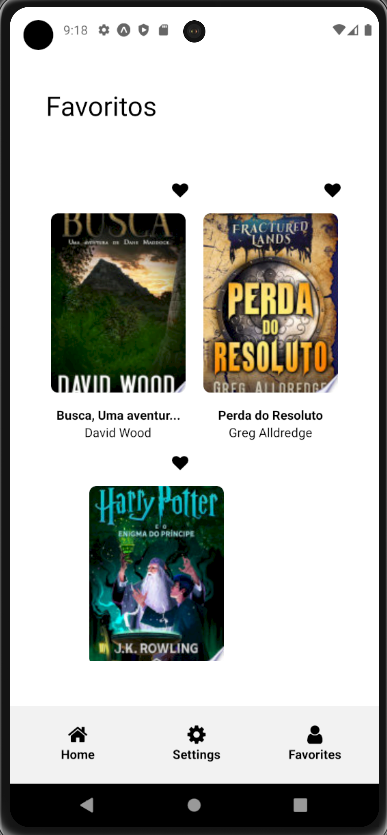 9:18
Favoritos
BUSCA
UMA AVENTURA DE DANE MADDOCK
DAVID WOOD
FRACTURED
LANDS
PERDA
DO
RESOLUTO
GREG ALLDREDGE
Busca, Uma aventur...
David Wood
Perda do Resoluto
Greg Alldredge
Harry Potter
E O
ENIGMA DO PRÍNCIPE
J.K. ROWLING
Home
Settings
Favorites